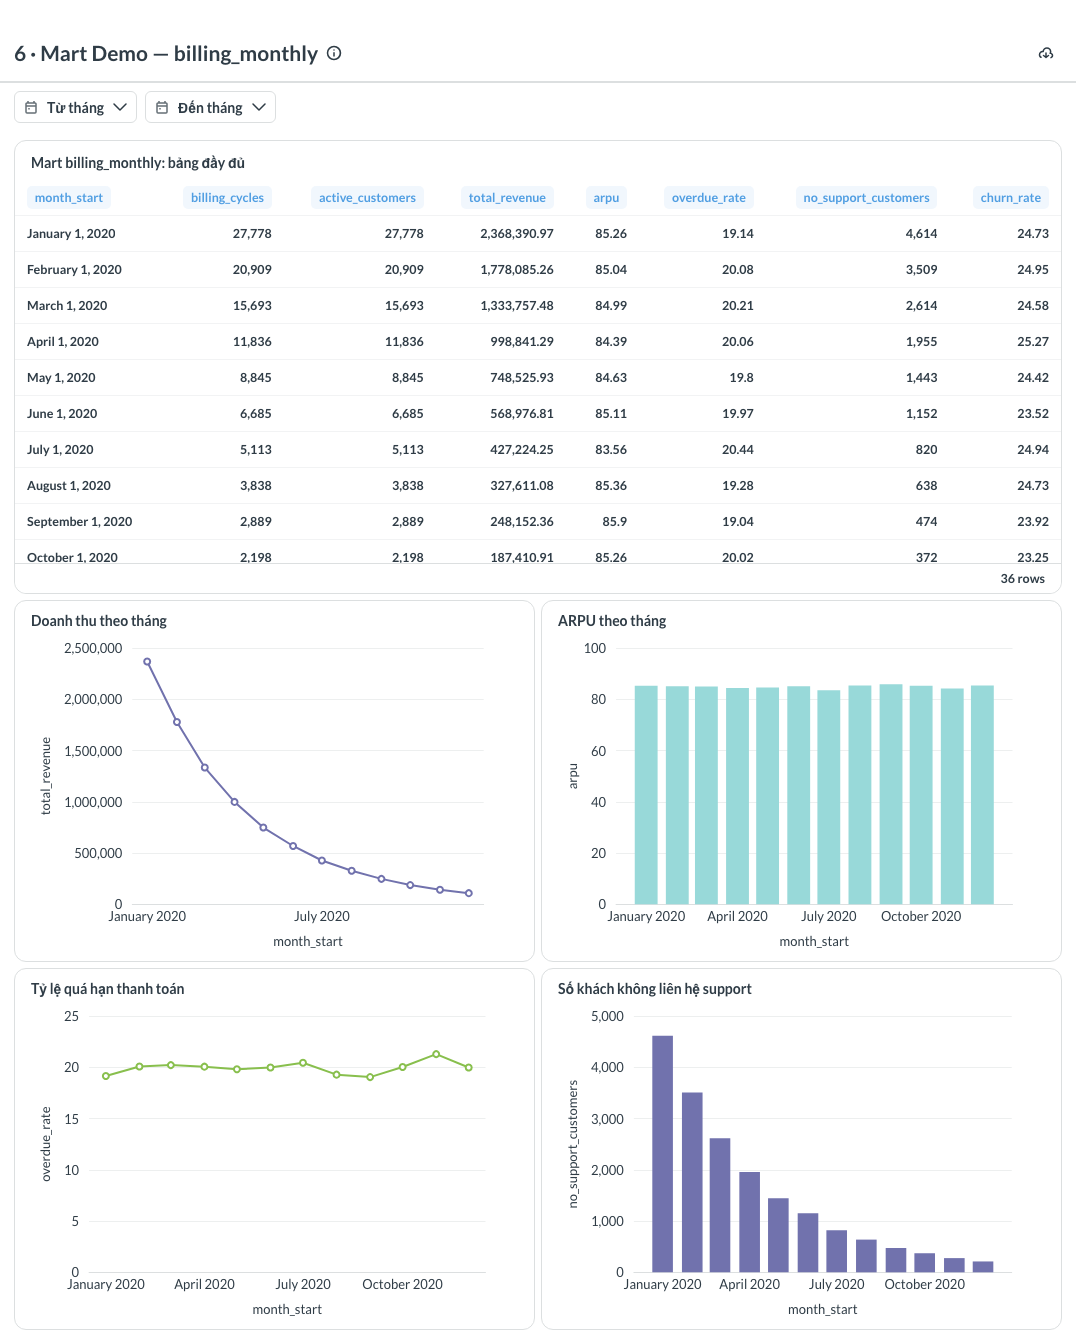 6 · Mart Demo — billing_monthly
Từ tháng
Đến tháng
Mart billing_monthly: bảng đầy đủ
month_start billing_cycles active_customers total_revenue arpu overdue_rate no_support_customers churn_rate
January 1, 2020 27,778 27,778 2,368,390.97 85.26 19.14 4,614 24.73
February 1, 2020 20,909 20,909 1,778,085.26 85.04 20.08 3,509 24.95
March 1, 2020 15,693 15,693 1,333,757.48 84.99 20.21 2,614 24.58
April 1, 2020 11,836 11,836 998,841.29 84.39 20.06 1,955 25.27
May 1, 2020 8,845 8,845 748,525.93 84.63 19.8 1,443 24.42
June 1, 2020 6,685 6,685 568,976.81 85.11 19.97 1,152 23.52
July 1, 2020 5,113 5,113 427,224.25 83.56 20.44 820 24.94
August 1, 2020 3,838 3,838 327,611.08 85.36 19.28 638 24.73
September 1, 2020 2,889 2,889 248,152.36 85.9 19.04 474 23.92
October 1, 2020 2,198 2,198 187,410.91 85.26 20.02 372 23.25
36 rows
Doanh thu theo tháng
2,500,000
2,000,000
1,500,000
1,000,000
500,000
0
total_revenue
January 2020 July 2020
month_start
ARPU theo tháng
100
80
60
40
20
0
arpu
January 2020 April 2020 July 2020 October 2020
month_start
Tỷ lệ quá hạn thanh toán
25
20
15
10
5
0
overdue_rate
January 2020 April 2020 July 2020 October 2020
month_start
Số khách không liên hệ support
5,000
4,000
3,000
2,000
1,000
0
no_support_customers
January 2020 April 2020 July 2020 October 2020
month_start